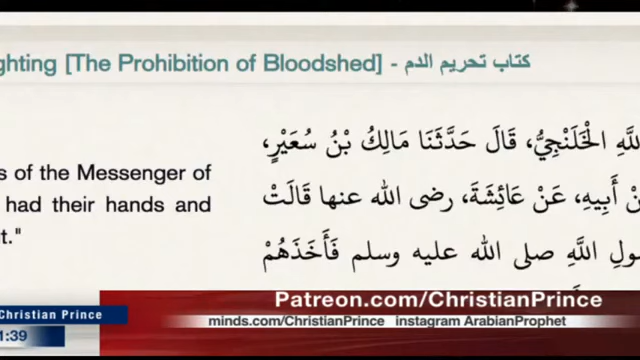 ghting [The Prohibition of Bloodshed] - كتاب تحريم الدم
للَّهِ الْخَلَنْجِيُّ، قَالَ حَدَّثَنَا مَالِكُ بْنُ سُعَيْرٍ،
s of the Messenger of
نْ أَبِيهِ، عَنْ عَائِشَةَ، رضى الله عنها قَالَتْ
had their hands and
t."
سُولِ اللَّهِ صلى الله عليه وسلم فَأَخَذَهُمْ
Patreon.com/ChristianPrince
Christian Prince
minds.com/ChristianPrince instagram ArabianProphet
1:39